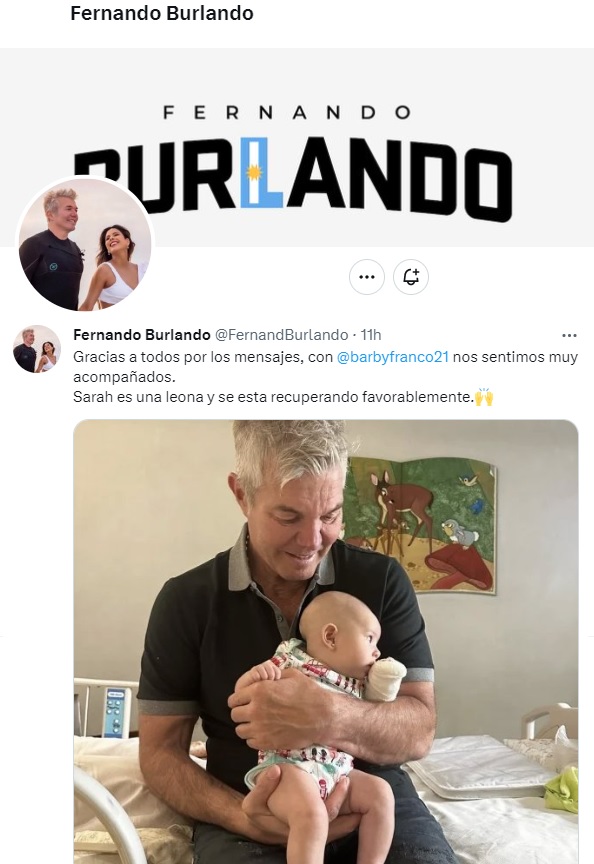 Fernando Burlando
FERNANDO
BURLANDO
Fernando Burlando @FernandBurlando · 11h
Gracias a todos por los mensajes, con @barbyfranco21 nos sentimos muy
acompañados.
Sarah es una leona y se esta recuperando favorablemente.🙌